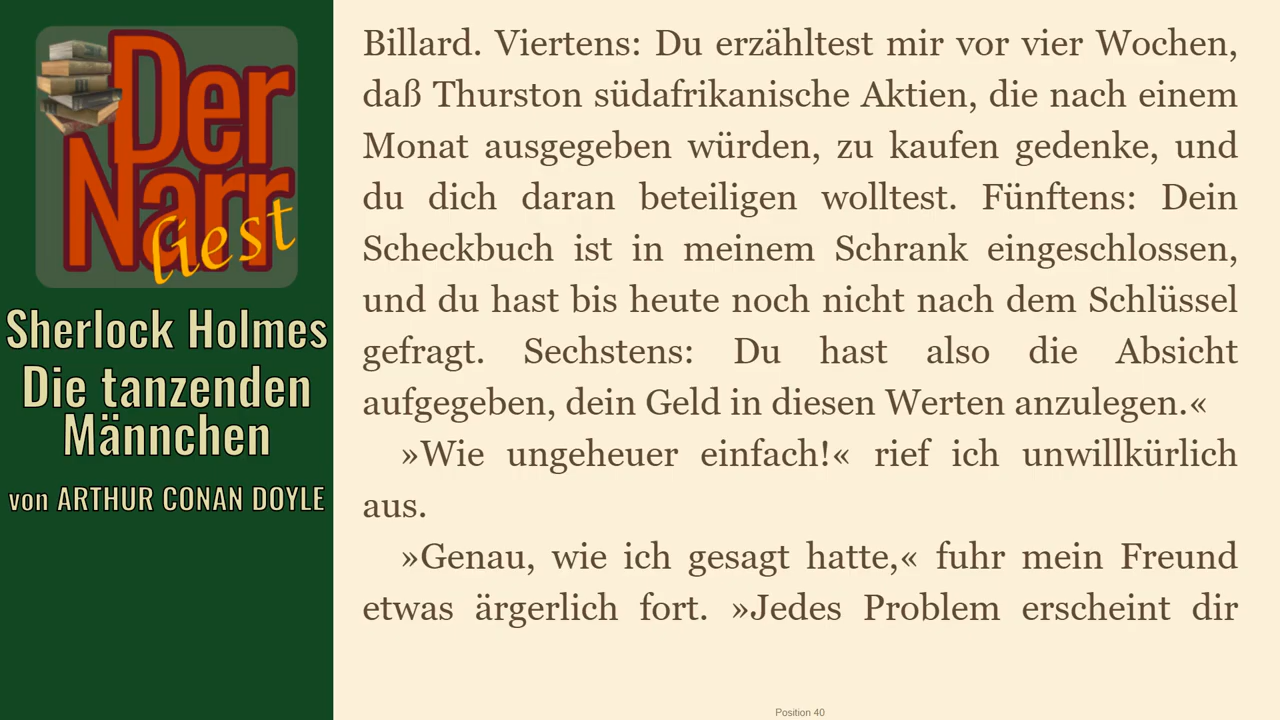 Der
Narr
liest
Sherlock Holmes
Die tanzenden
Männchen
von ARTHUR CONAN DOYLE
Billard. Viertens: Du erzähltest mir vor vier Wochen,
daß Thurston südafrikanische Aktien, die nach einem
Monat ausgegeben würden, zu kaufen gedenke, und
du dich daran beteiligen wolltest. Fünftens: Dein
Scheckbuch ist in meinem Schrank eingeschlossen,
und du hast bis heute noch nicht nach dem Schlüssel
gefragt. Sechstens: Du hast also die Absicht
aufgegeben, dein Geld in diesen Werten anzulegen.«
»Wie ungeheuer einfach!« rief ich unwillkürlich
aus.
»Genau, wie ich gesagt hatte,« fuhr mein Freund
etwas ärgerlich fort. »Jedes Problem erscheint dir
Position 40